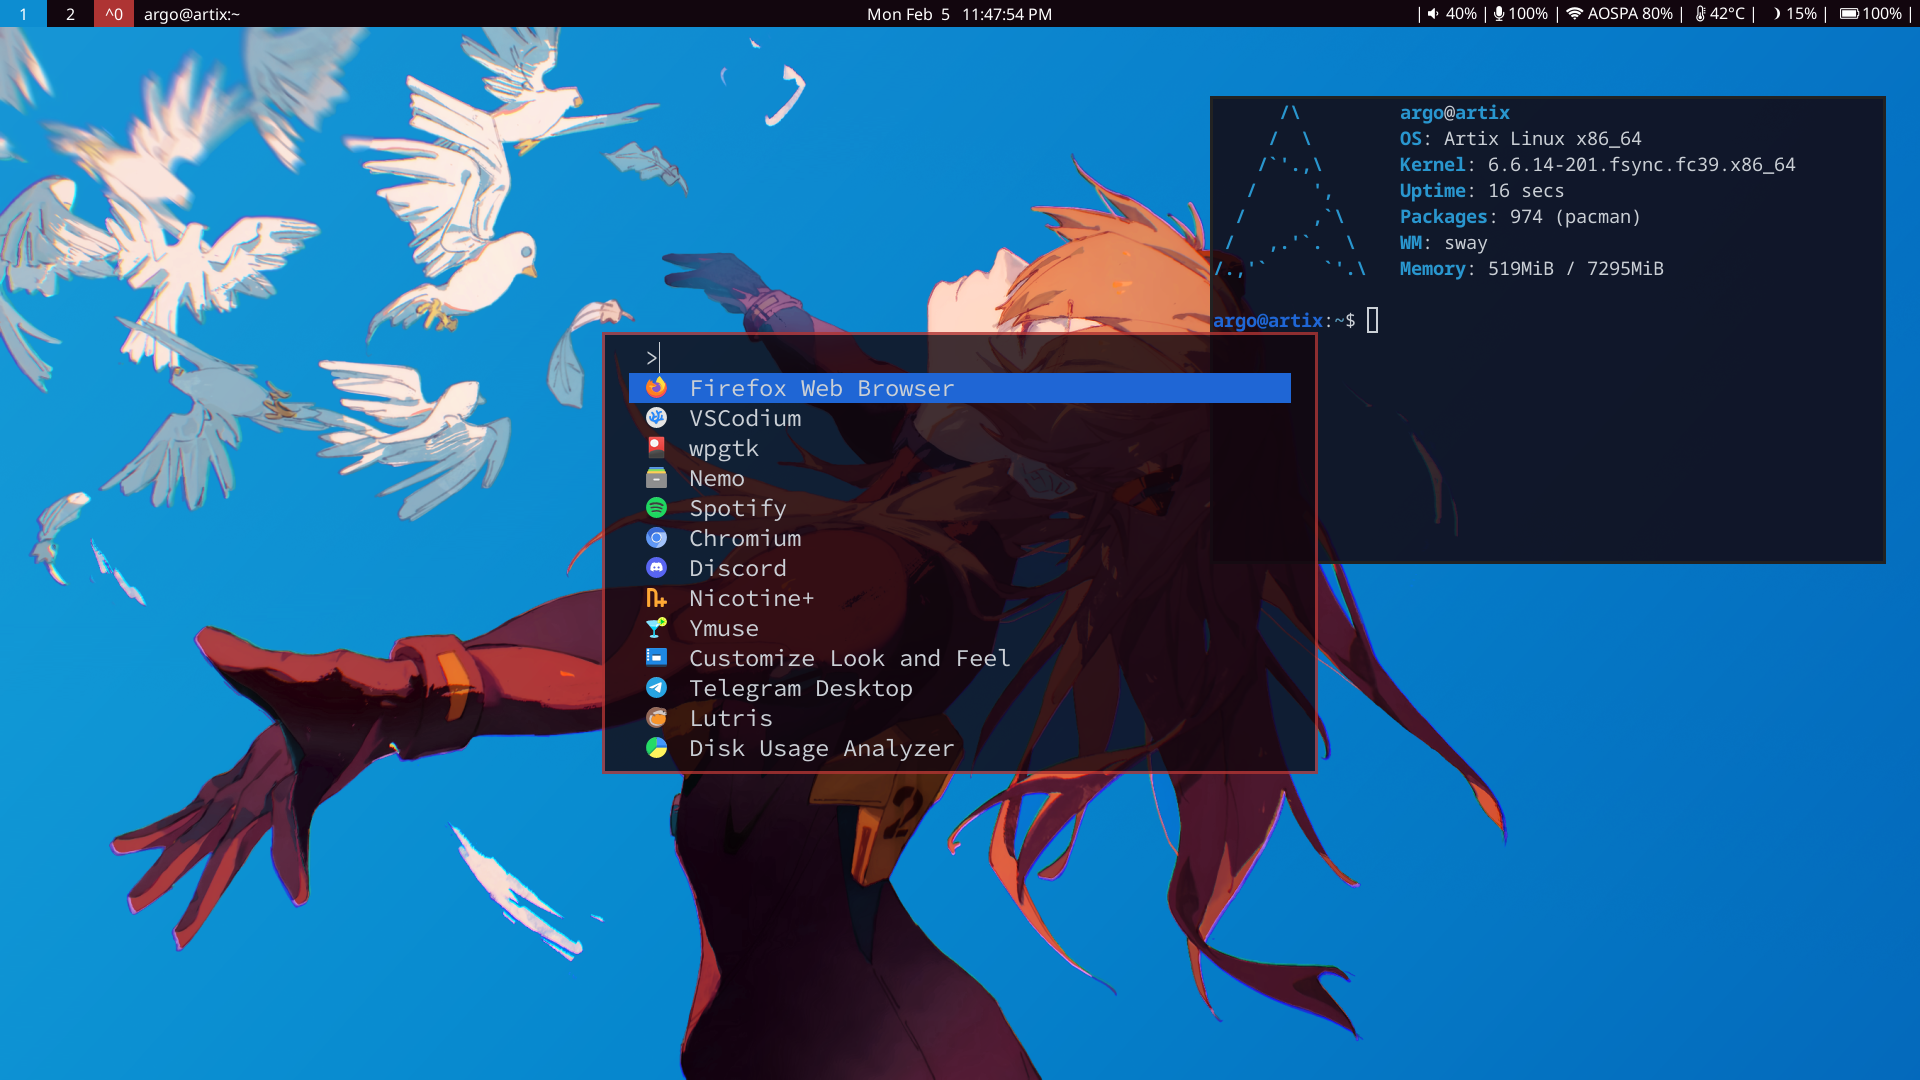 1 2 ^0 argo@artix:~ Mon Feb 5 11:47:54 PM | 40% | 100% | AOSPA 80% | 42°C | 15% | 100% |
/\ argo@artix
/ \ OS: Artix Linux x86_64
/`'.,\ Kernel: 6.6.14-201.fsync.fc39.x86_64
/ ', Uptime: 16 secs
/ ,`\ Packages: 974 (pacman)
/ ,.'`. \ WM: sway
/.,'` `'.\ Memory: 519MiB / 7295MiB
argo@artix:~$
>
Firefox Web Browser
VSCodium
wpgtk
Nemo
Spotify
Chromium
Discord
Nicotine+
Ymuse
Customize Look and Feel
Telegram Desktop
Lutris
Disk Usage Analyzer
2